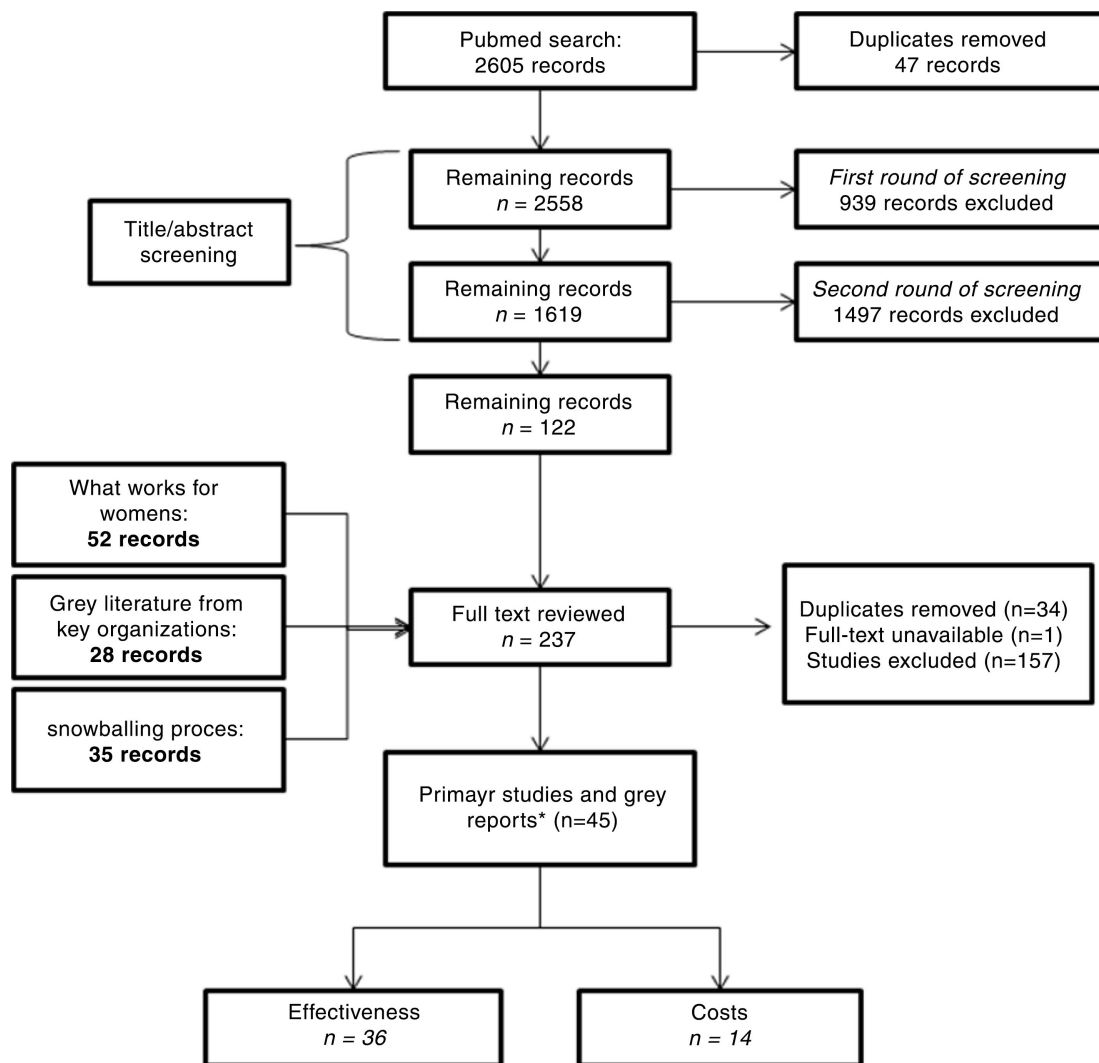 Pubmed search:
2605 records
Duplicates removed
47 records
Remaining records
n = 2558
First round of screening
939 records excluded
Title/abstract
screening
Remaining records
n = 1619
Second round of screening
1497 records excluded
Remaining records
n = 122
What works for
womens:
52 records
Grey literature from
key organizations:
28 records
snowballing proces:
35 records
Full text reviewed
n = 237
Duplicates removed (n=34)
Full-text unavailable (n=1)
Studies excluded (n=157)
Primayr studies and grey
reports* (n=45)
Effectiveness
n = 36
Costs
n = 14